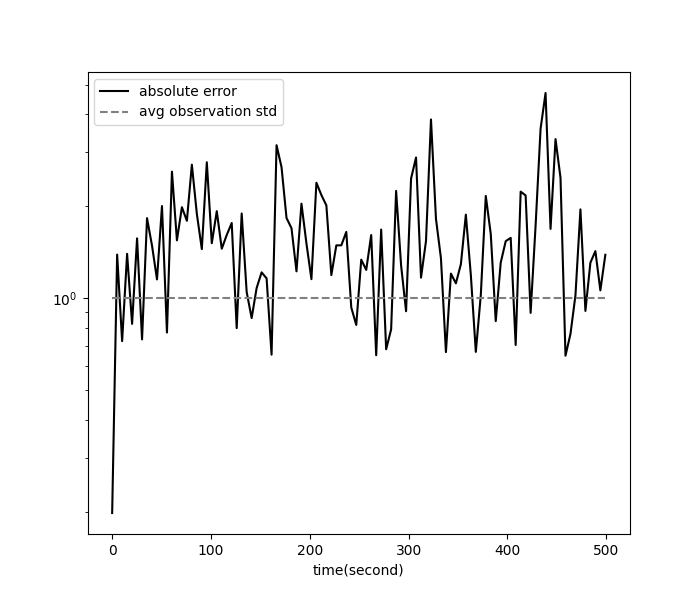 absolute error
avg observation std
10⁰
0 100 200 300 400 500
time(second)